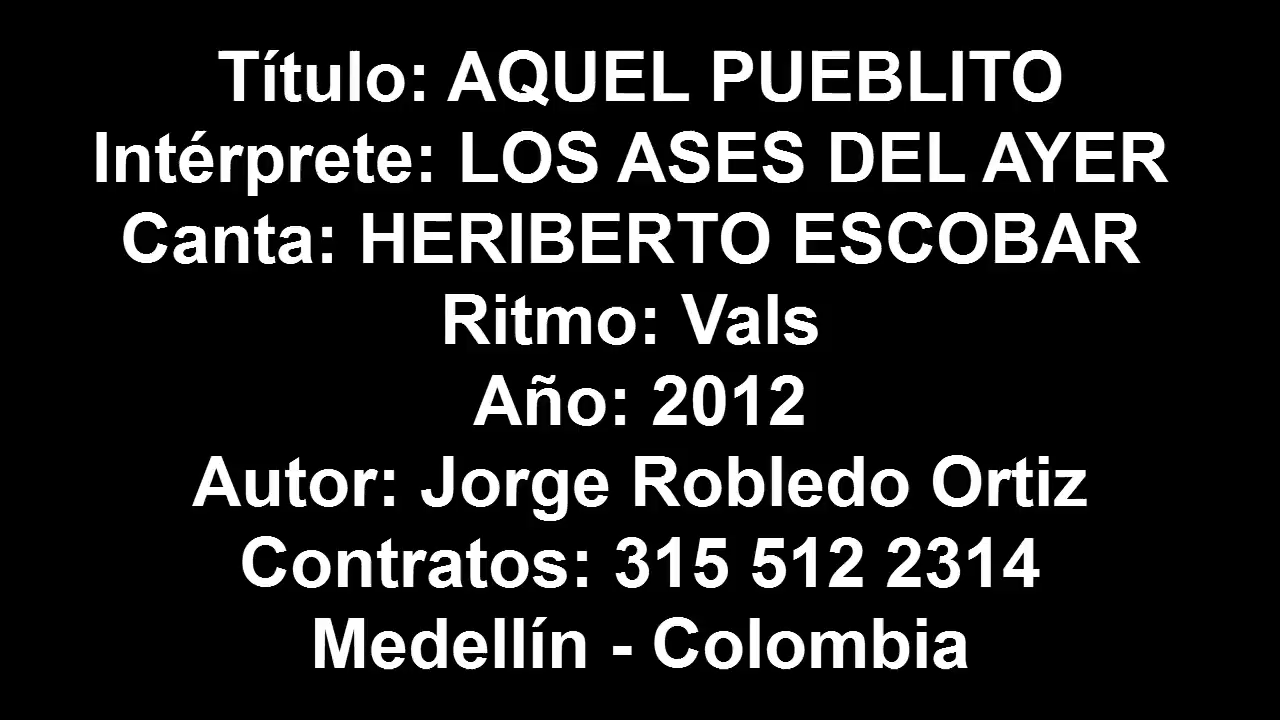 Título: AQUEL PUEBLITO
Intérprete: LOS ASES DEL AYER
Canta: HERIBERTO ESCOBAR
Ritmo: Vals
Año: 2012
Autor: Jorge Robledo Ortiz
Contratos: 315 512 2314
Medellín - Colombia